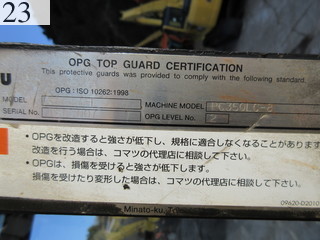 23
OPG TOP GUARD CERTIFICATION
This protective guards was provided to comply with the following standard.
U
OPG : ISO 10262:1998
MODEL
MACHINE MODEL
SERIAL No.
OPG LEVEL No. 2
•OPGを改造すると強さが低下し、規格に適合しなくなることがあります
改造を行う場合は、コマツの代理店に相談して下さい。
•OPGは、損傷を受けると強さが低下します。
損傷を受けたり変形した場合は、コマツの代理店に相談して下さい。
09620-D2010
Minato-ku,